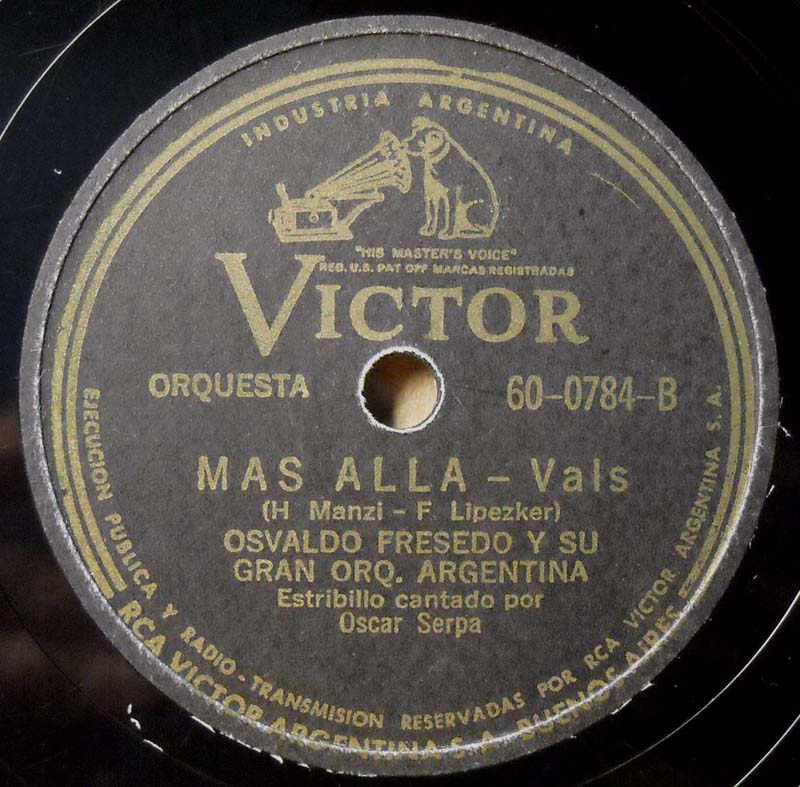 INDUSTRIA ARGENTINA
"HIS MASTER'S VOICE"
REG. U.S. PAT OFF MARCAS REGISTRADAS
VICTOR
ORQUESTA
60-0784-B
MAS ALLA - Vals
(H Manzi - F. Lipezker)
OSVALDO FRESEDO Y SU
GRAN ORQ. ARGENTINA
Estribillo cantado por
Oscar Serpa
EJECUCION PUBLICA Y RADIO-TRANSMISION RESERVADAS POR RCA VICTOR ARGENTINA S.A.
RCA VICTOR ARGENTINA S.A. BUENOS AIRES